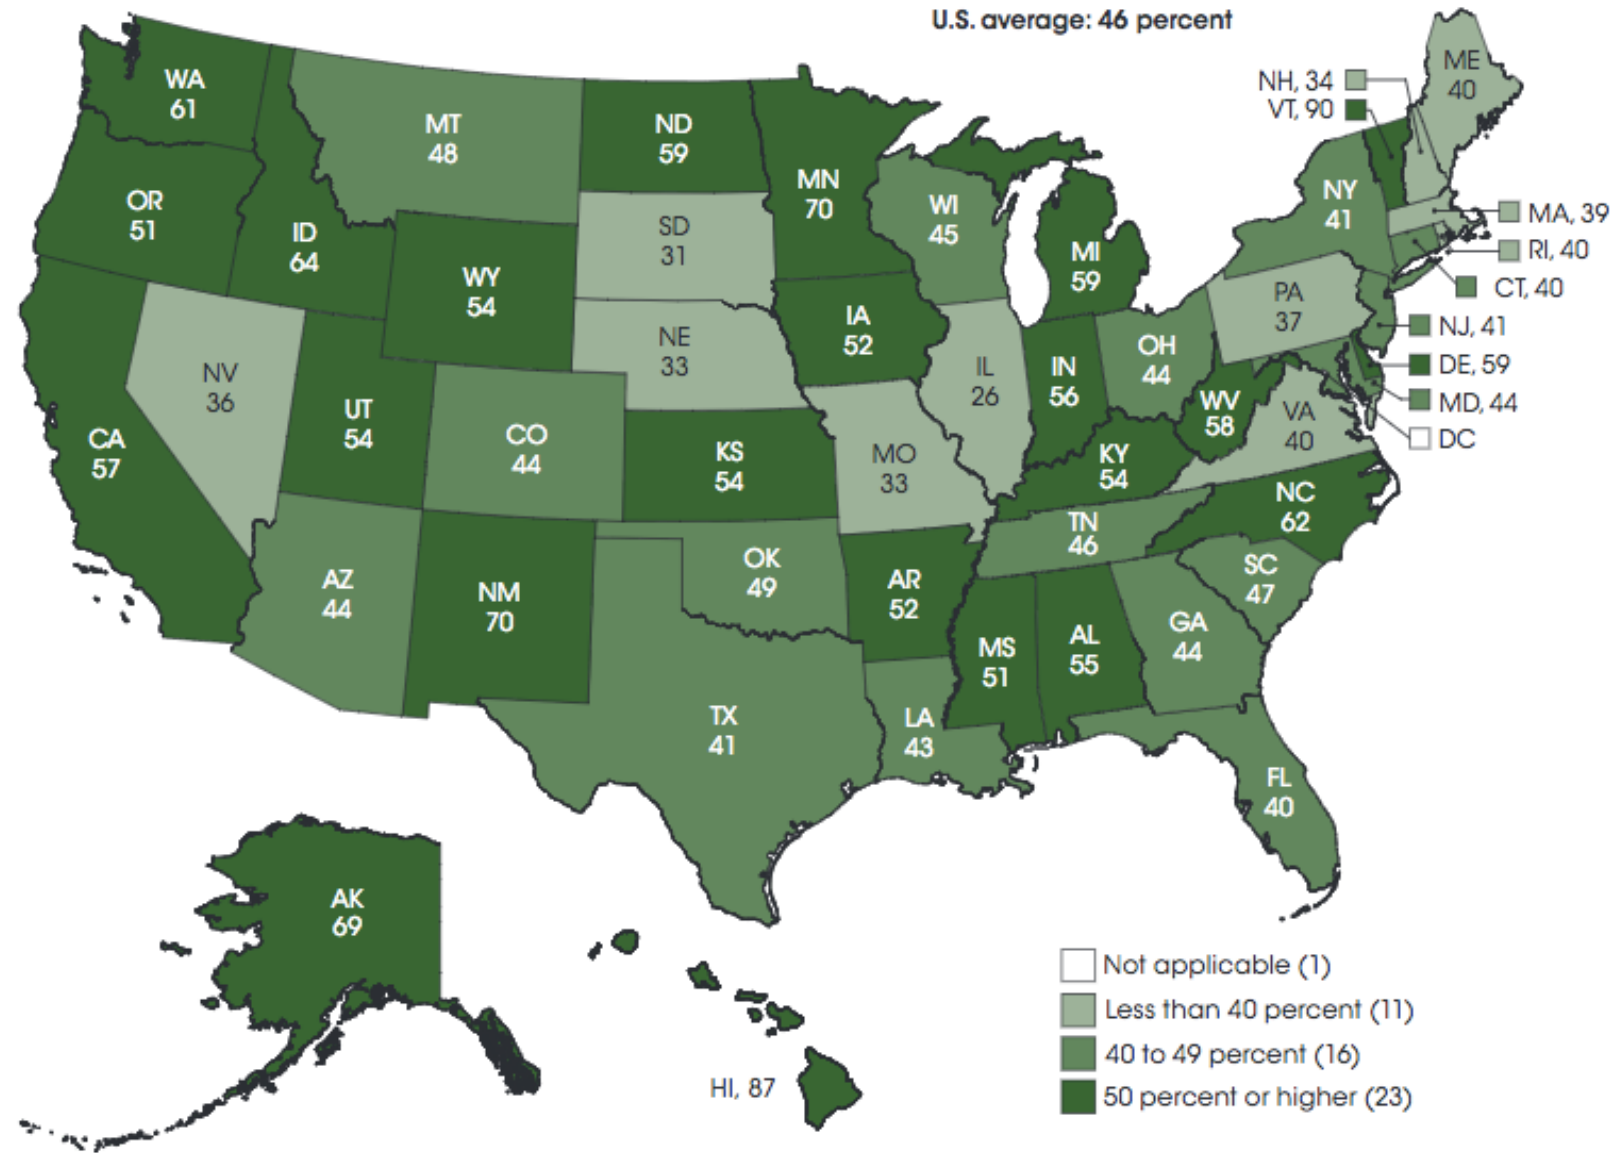 U.S. average: 46 percent
WA
61
MT
48
ND
59
MN
70
OR
51
ID
64
WY
54
SD
31
WI
45
MI
59
NY
41
ME
40
NH, 34
VT, 90
MA, 39
RI, 40
CT, 40
NJ, 41
DE, 59
MD, 44
DC
NV
36
UT
54
CO
44
NE
33
IA
52
IL
26
IN
56
OH
44
PA
37
WV
58
VA
40
CA
57
KS
54
MO
33
KY
54
NC
62
TN
46
SC
47
AZ
44
NM
70
OK
49
AR
52
MS
51
AL
55
GA
44
TX
41
LA
43
FL
40
AK
69
HI, 87
Not applicable (1)
Less than 40 percent (11)
40 to 49 percent (16)
50 percent or higher (23)